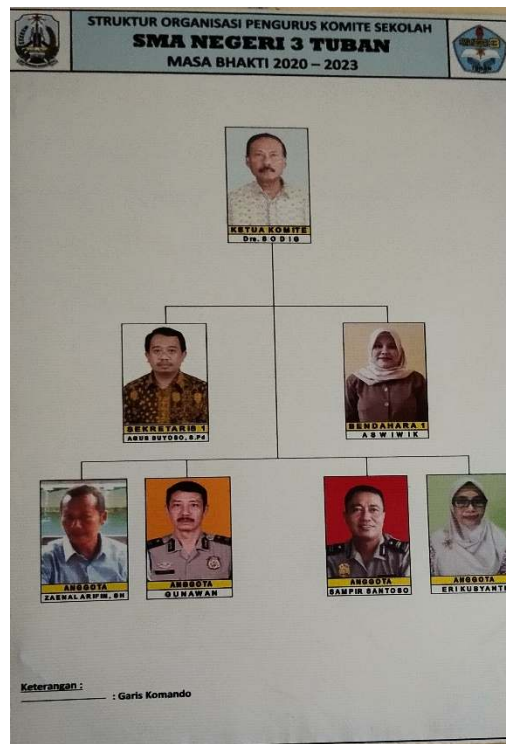 STRUKTUR ORGANISASI PENGURUS KOMITE SEKOLAH
SMA NEGERI 3 TUBAN
MASA BHAKTI 2020 – 2023
KETUA KOMITE
Drs. S O D I G
SEKRETARIS 1
AGUS SUYOSO, S.Pd
BENDAHARA 1
A S W I W I K
ANGGOTA
ZAENAL ARIFIN, SH
ANGGOTA
GUNAWAN
ANGGOTA
SAMPIR SANTOSO
ANGGOTA
ERI KUSYANTI
Keterangan :
: Garis Komando